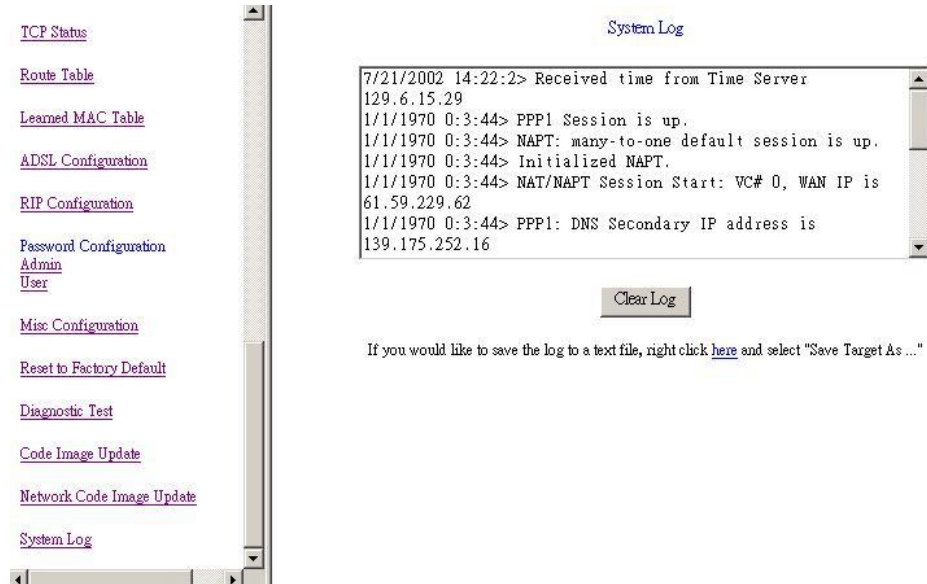 TCP Status
Route Table
Learned MAC Table
ADSL Configuration
RIP Configuration
Password Configuration
Admin
User
Misc Configuration
Reset to Factory Default
Diagnostic Test
Code Image Update
Network Code Image Update
System Log
System Log
7/21/2002 14:22:2> Received time from Time Server
129.6.15.29
1/1/1970 0:3:44> PPP1 Session is up.
1/1/1970 0:3:44> NAPT: many-to-one default session is up.
1/1/1970 0:3:44> Initialized NAPT.
1/1/1970 0:3:44> NAT/NAPT Session Start: VC# 0, WAN IP is
61.59.229.62
1/1/1970 0:3:44> PPP1: DNS Secondary IP address is
139.175.252.16
Clear Log
If you would like to save the log to a text file, right click here and select "Save Target As ..."